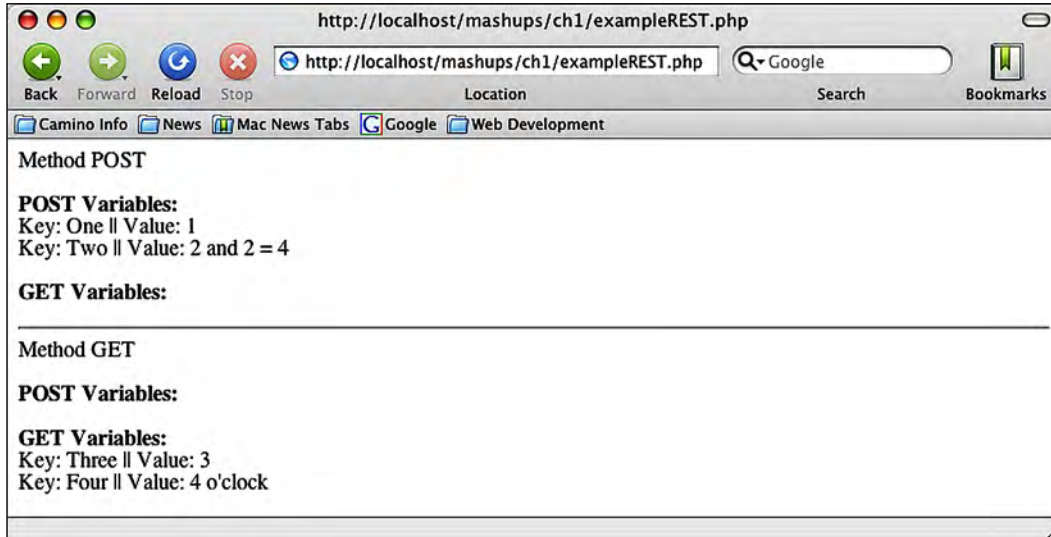 http://localhost/mashups/ch1/exampleREST.php
http://localhost/mashups/ch1/exampleREST.php
Google
Back Forward Reload Stop Location Search Bookmarks
Camino Info News Mac News Tabs G Google Web Development
Method POST
POST Variables:
Key: One || Value: 1
Key: Two || Value: 2 and 2 = 4
GET Variables:
Method GET
POST Variables:
GET Variables:
Key: Three || Value: 3
Key: Four || Value: 4 o'clock